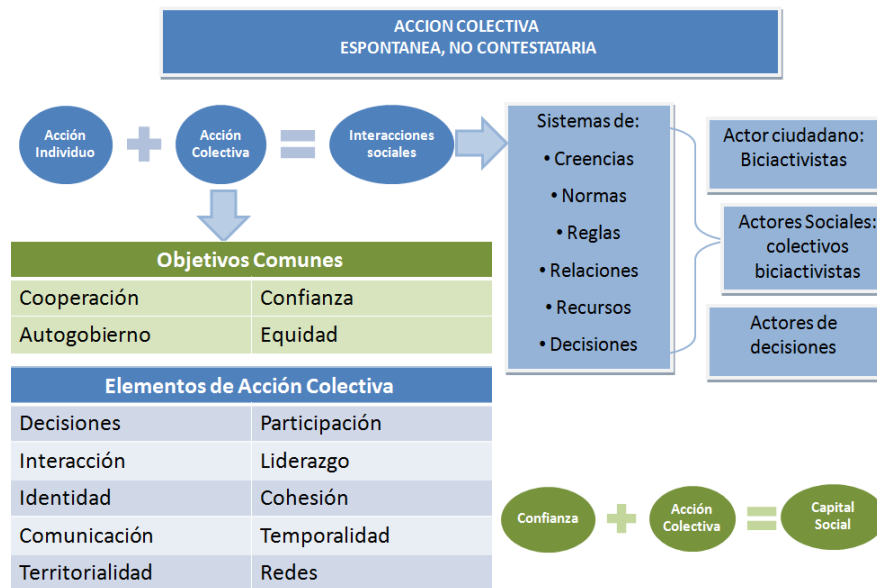 ACCION COLECTIVA
ESPONTANEA, NO CONTESTATARIA
Acción
Individuo
Acción
Colectiva
Interacciones
sociales
Sistemas de:
• Creencias
• Normas
• Reglas
• Relaciones
• Recursos
• Decisiones
Actor ciudadano:
Biciactivistas
Actores Sociales:
colectivos
biciactivistas
Actores de
decisiones
Objetivos Comunes
Cooperación Confianza
Autogobierno Equidad
Elementos de Acción Colectiva
Decisiones Participación
Interacción Liderazgo
Identidad Cohesión
Comunicación Temporalidad
Territorialidad Redes
Confianza
Acción
Colectiva
Capital
Social